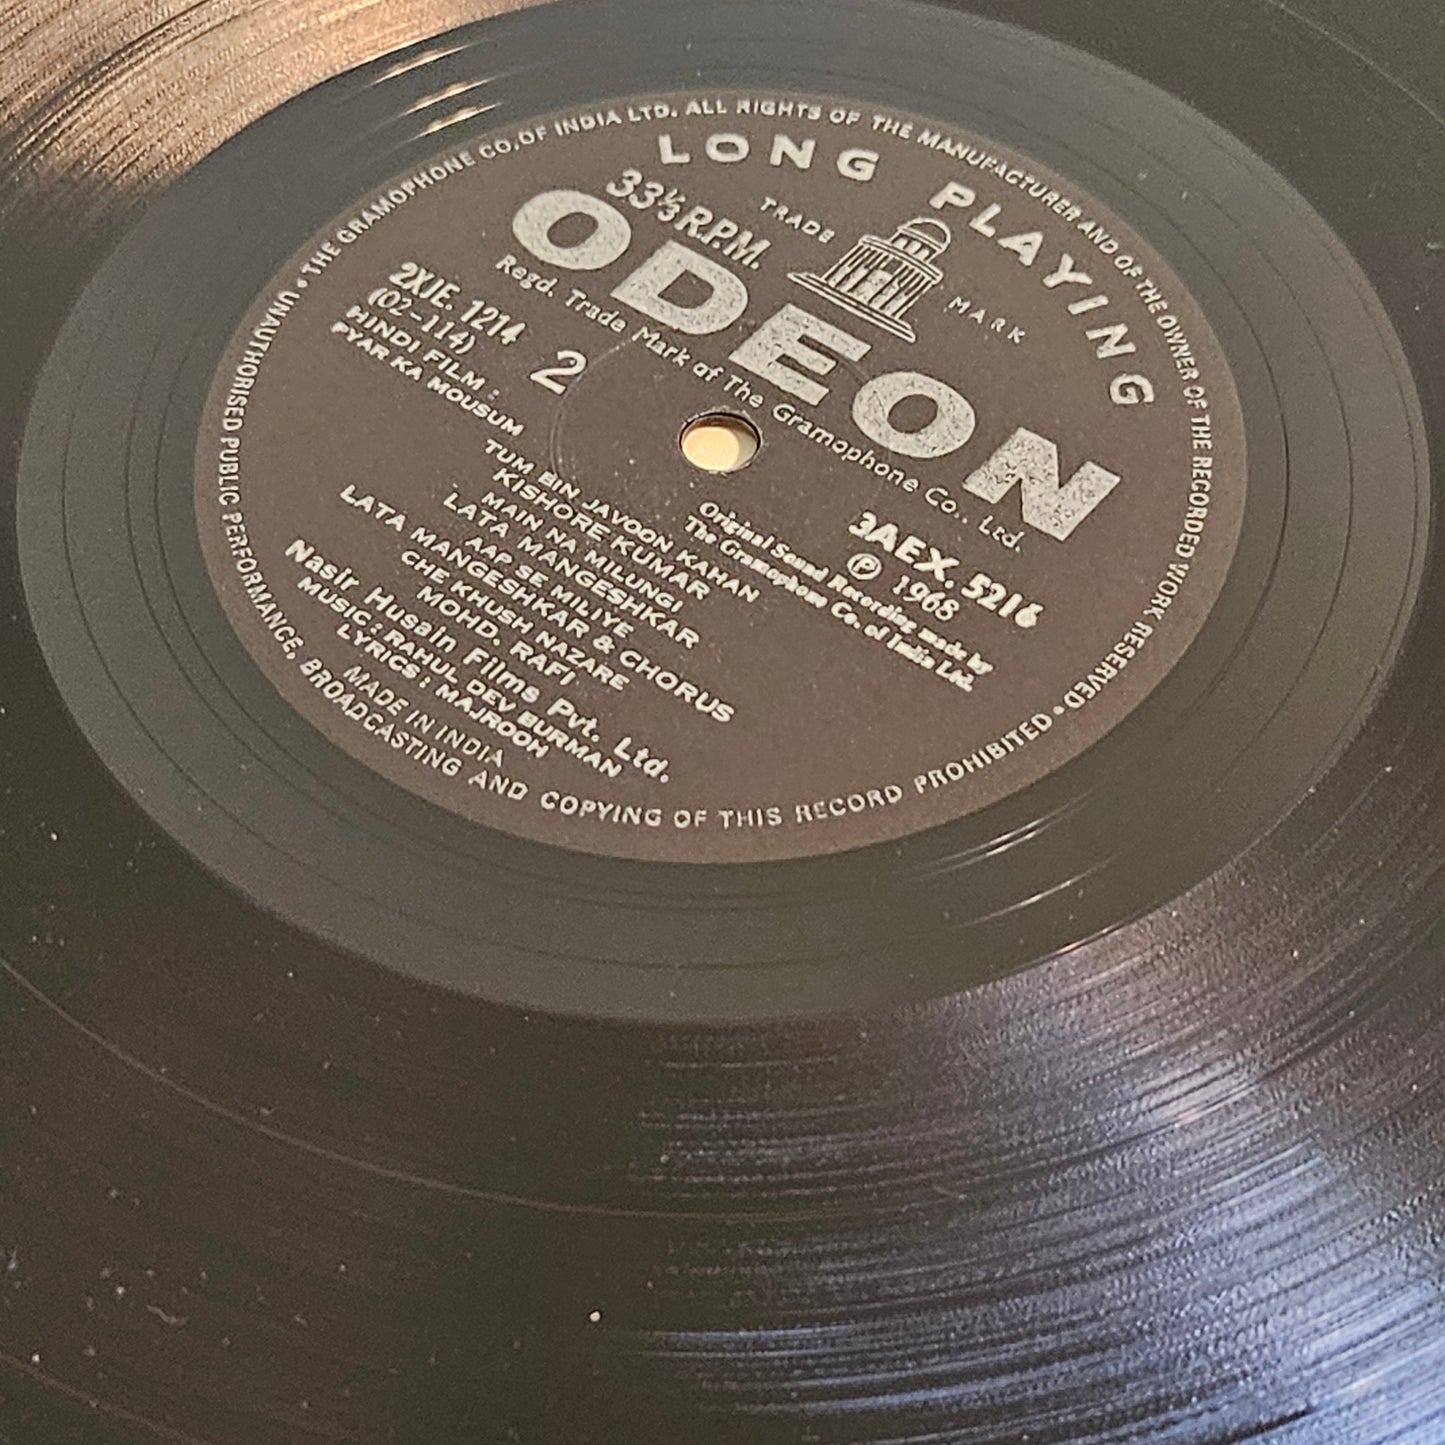 THE GRAMOPHONE CO, OF INDIA LTD. ALL RIGHTS OF THE MANUFACTURER AND OF THE OWNER OF THE RECORDED WORK RESERVED •
UNAUTHORISED PUBLIC PERFORMANCE, BROADCASTING AND COPYING OF THIS RECORD PROHIBITED •
LONG PLAYING
33⅓ R.P.M.
TRADE MARK
ODEON
Regd. Trade Mark of The Gramophone Co., Ltd.
2XJE. 1214
(02-114)
2
HINDI FILM :
PYAR KA MOUSUM
3AEX. 5216
℗ 1968
Original Sound Recording made by
The Gramophone Co. of India Ltd.
TUM BIN JAVOON KAHAN
KISHORE KUMAR
MAIN NA MILUNGI
LATA MANGESHKAR
AAP SE MILIYE
LATA MANGESHKAR & CHORUS
CHE KHUSH NAZARE
MOHD. RAFI
Nasir Husain Films Pvt. Ltd.
MUSIC : RAHUL DEV BURMAN
LYRICS : MAJROOH
MADE IN INDIA